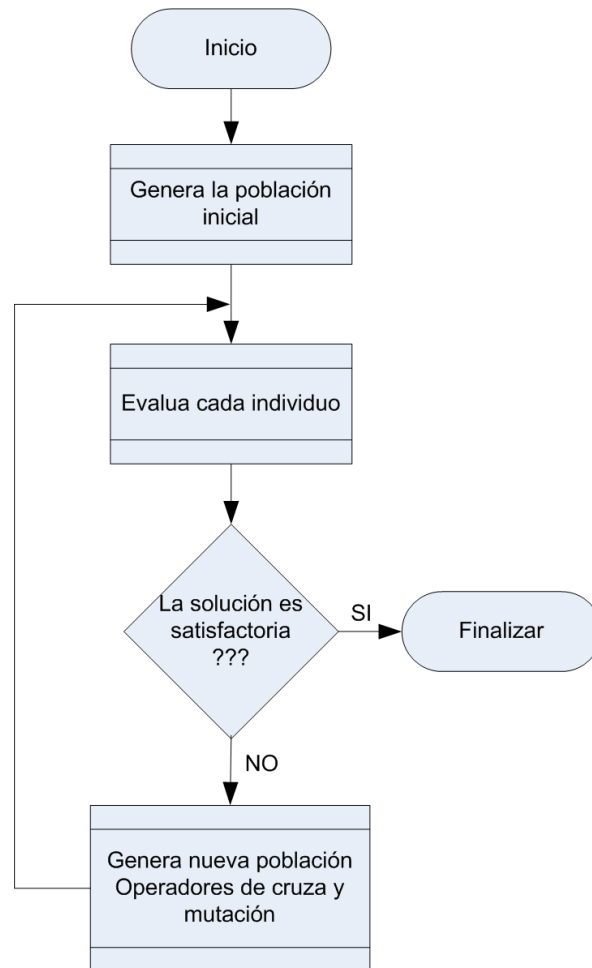 Inicio
Genera la población
inicial
Evalua cada individuo
La solución es
satisfactoria
???
SI
Finalizar
NO
Genera nueva población
Operadores de cruza y
mutación